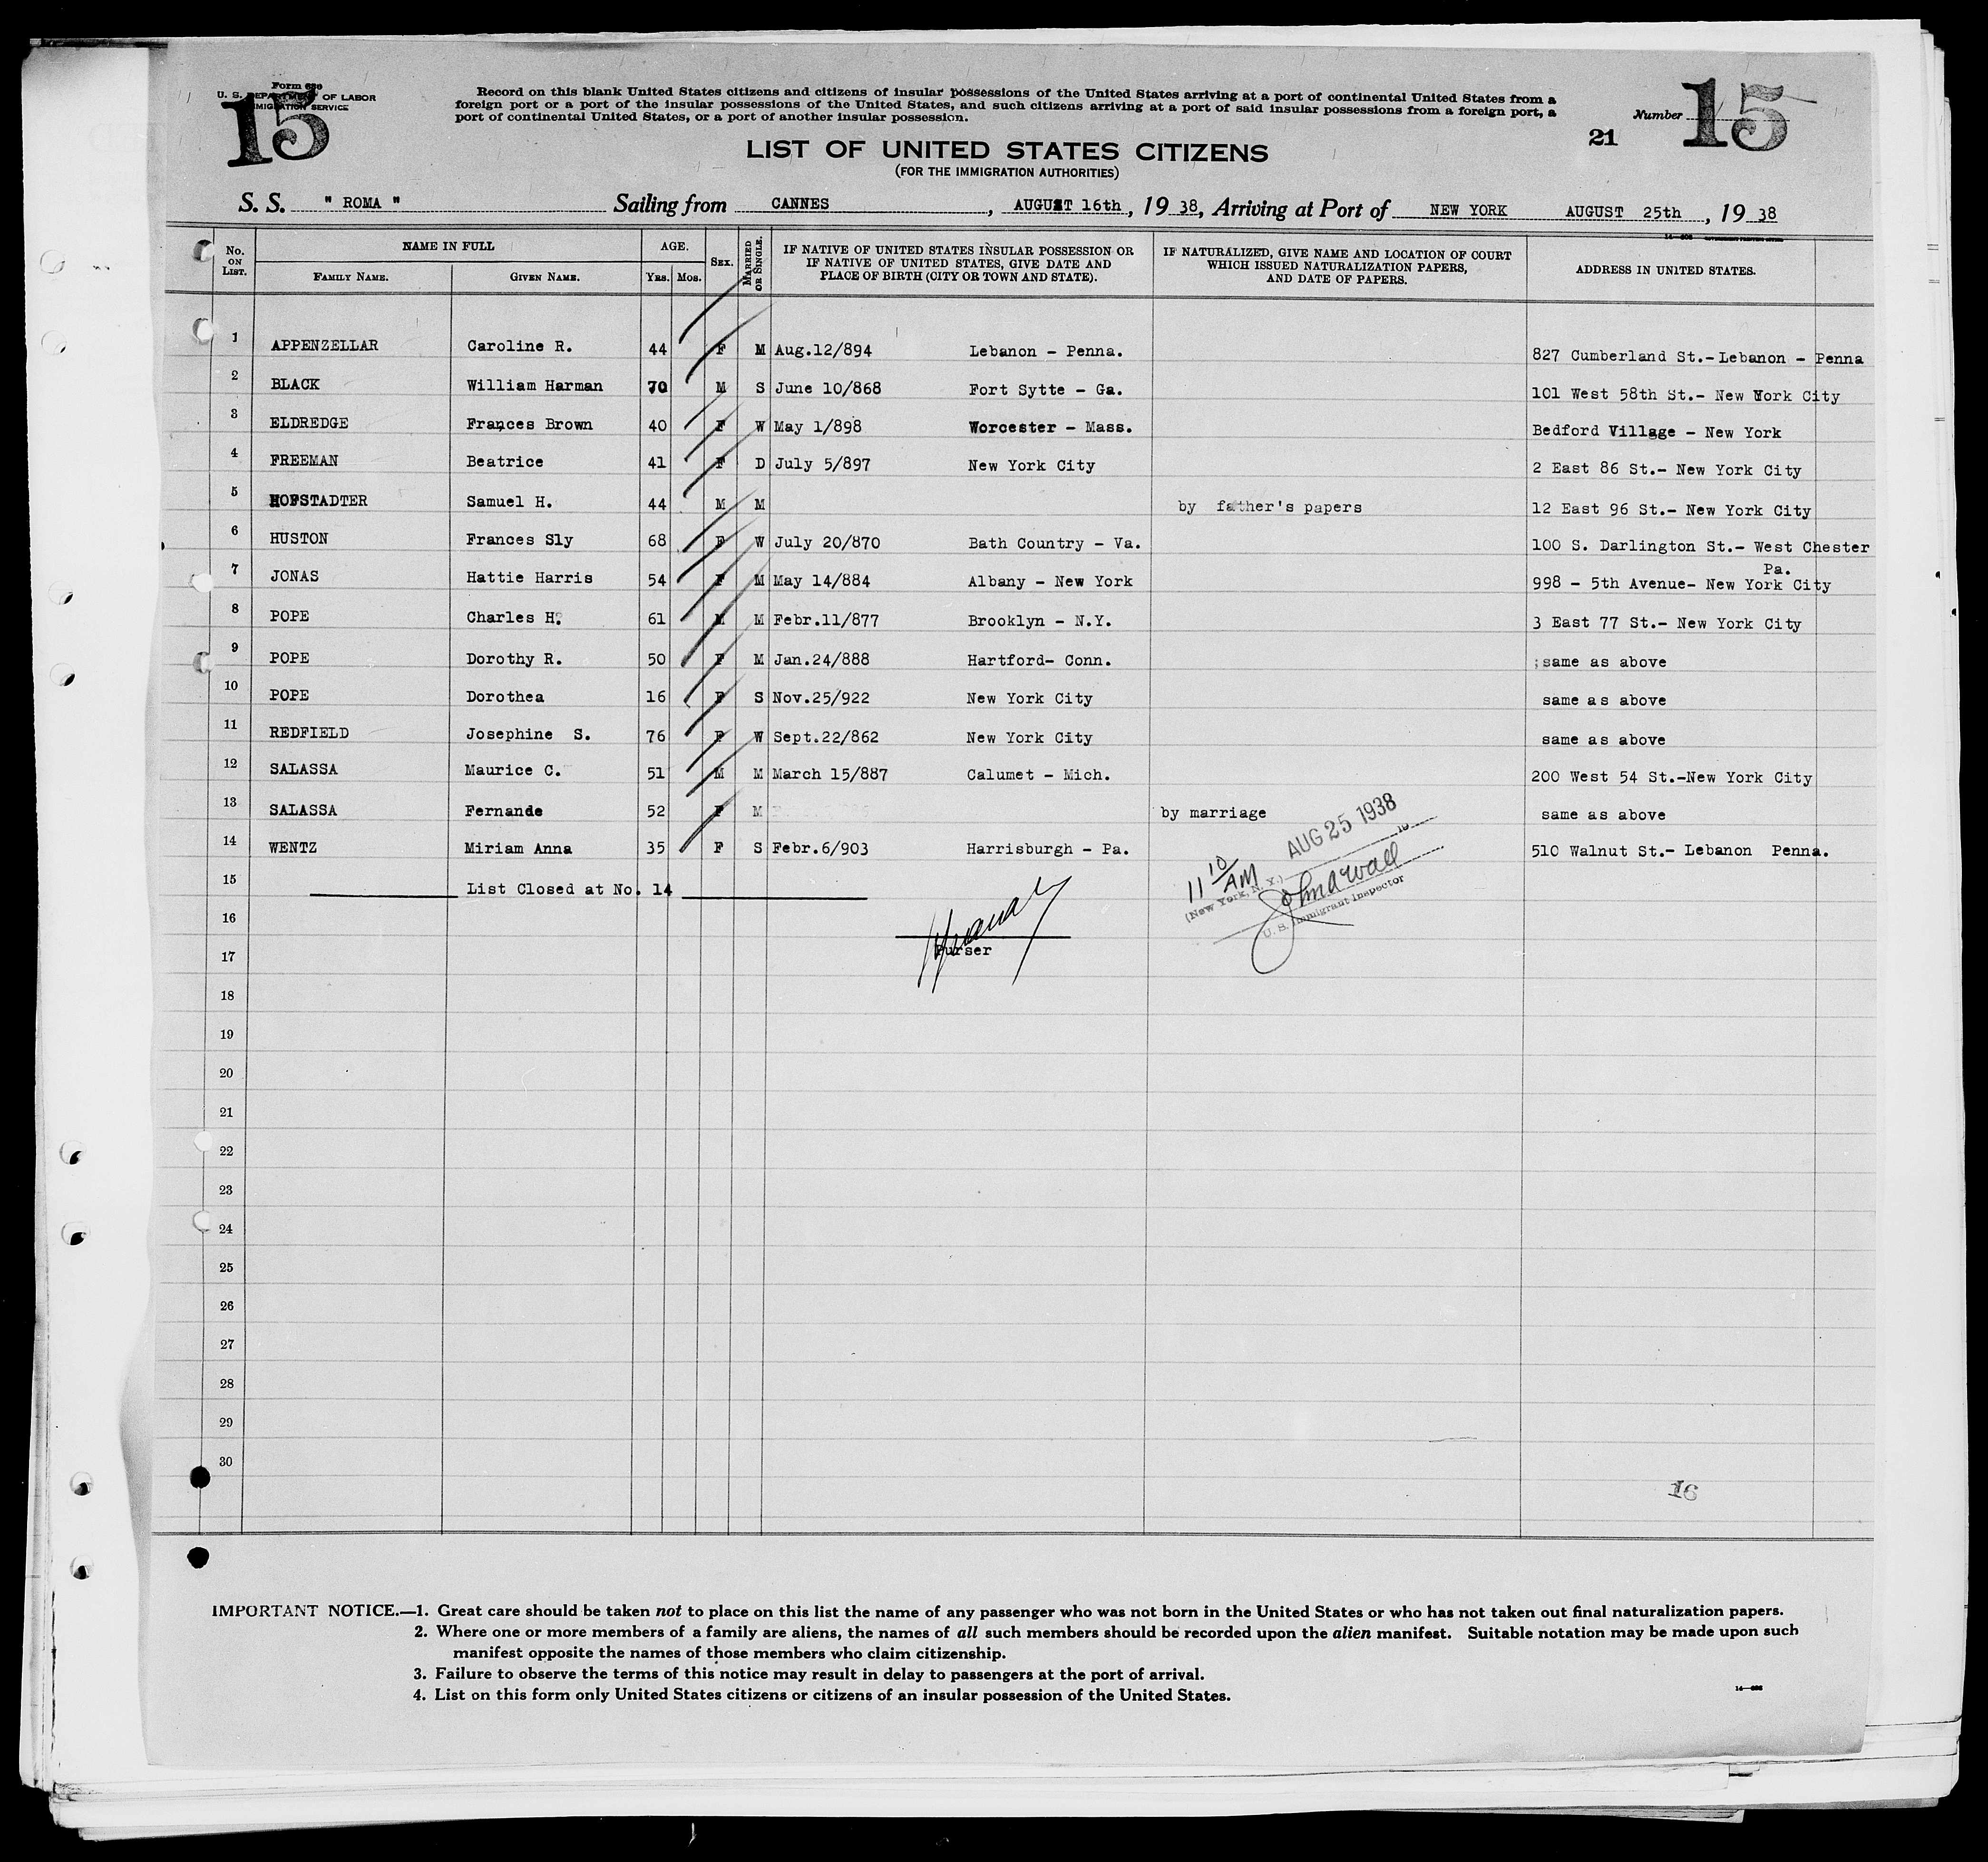 Form 630
U. S. DEPARTMENT OF LABOR
IMMIGRATION SERVICE
15
Record on this blank United States citizens and citizens of insular possessions of the United States arriving at a port of continental United States from a
foreign port or a port of the insular possessions of the United States, and such citizens arriving at a port of said insular possessions from a foreign port, a
port of continental United States, or a port of another insular possession.
21
Number 15
LIST OF UNITED STATES CITIZENS
(FOR THE IMMIGRATION AUTHORITIES)
S. S. " ROMA " Sailing from CANNES , AUGUST 16th , 19 38, Arriving at Port of NEW YORK AUGUST 25th , 19 38
No. ON LIST. NAME IN FULL FAMILY NAME. GIVEN NAME. AGE. Yrs. Mos. SEX. MARRIED OR SINGLE. IF NATIVE OF UNITED STATES INSULAR POSSESSION OR IF NATIVE OF UNITED STATES, GIVE DATE AND PLACE OF BIRTH (CITY OR TOWN AND STATE). IF NATURALIZED, GIVE NAME AND LOCATION OF COURT WHICH ISSUED NATURALIZATION PAPERS, AND DATE OF PAPERS. ADDRESS IN UNITED STATES.
1 APPENZELLAR Caroline R. 44 F M Aug.12/894 Lebanon - Penna. 827 Cumberland St.-Lebanon - Penna
2 BLACK William Harman 70 M S June 10/868 Fort Sytte - Ga. 101 West 58th St.- New York City
3 ELDREDGE Frances Brown 40 F W May 1/898 Worcester - Mass. Bedford Village - New York
4 FREEMAN Beatrice 41 F D July 5/897 New York City 2 East 86 St.- New York City
5 HOFSTADTER Samuel H. 44 M M by father's papers 12 East 96 St.- New York City
6 HUSTON Frances Sly 68 F W July 20/870 Bath Country - Va. 100 S. Darlington St.- West Chester
Pa.
7 JONAS Hattie Harris 54 F M May 14/884 Albany - New York 998 - 5th Avenue- New York City
8 POPE Charles H. 61 M M Febr.11/877 Brooklyn - N.Y. 3 East 77 St.- New York City
9 POPE Dorothy R. 50 F M Jan.24/888 Hartford- Conn. same as above
10 POPE Dorothea 16 F S Nov.25/922 New York City same as above
11 REDFIELD Josephine S. 76 F W Sept.22/862 New York City same as above
12 SALASSA Maurice C. 51 M M March 15/887 Calumet - Mich. 200 West 54 St.-New York City
13 SALASSA Fernande 52 F M by marriage same as above
14 WENTZ Miriam Anna 35 F S Febr.6/903 Harrisburgh - Pa. 510 Walnut St.- Lebanon Penna.
AUG 25 1938
11 10 AM
(New York, N. Y.)
U. S. Immigrant Inspector
15 List Closed at No. 14
16
17 Purser
18
19
20
21
22
23
24
25
26
27
28
29
30
16
IMPORTANT NOTICE.—1. Great care should be taken not to place on this list the name of any passenger who was not born in the United States or who has not taken out final naturalization papers.
2. Where one or more members of a family are aliens, the names of all such members should be recorded upon the alien manifest. Suitable notation may be made upon such
manifest opposite the names of those members who claim citizenship.
3. Failure to observe the terms of this notice may result in delay to passengers at the port of arrival.
4. List on this form only United States citizens or citizens of an insular possession of the United States.